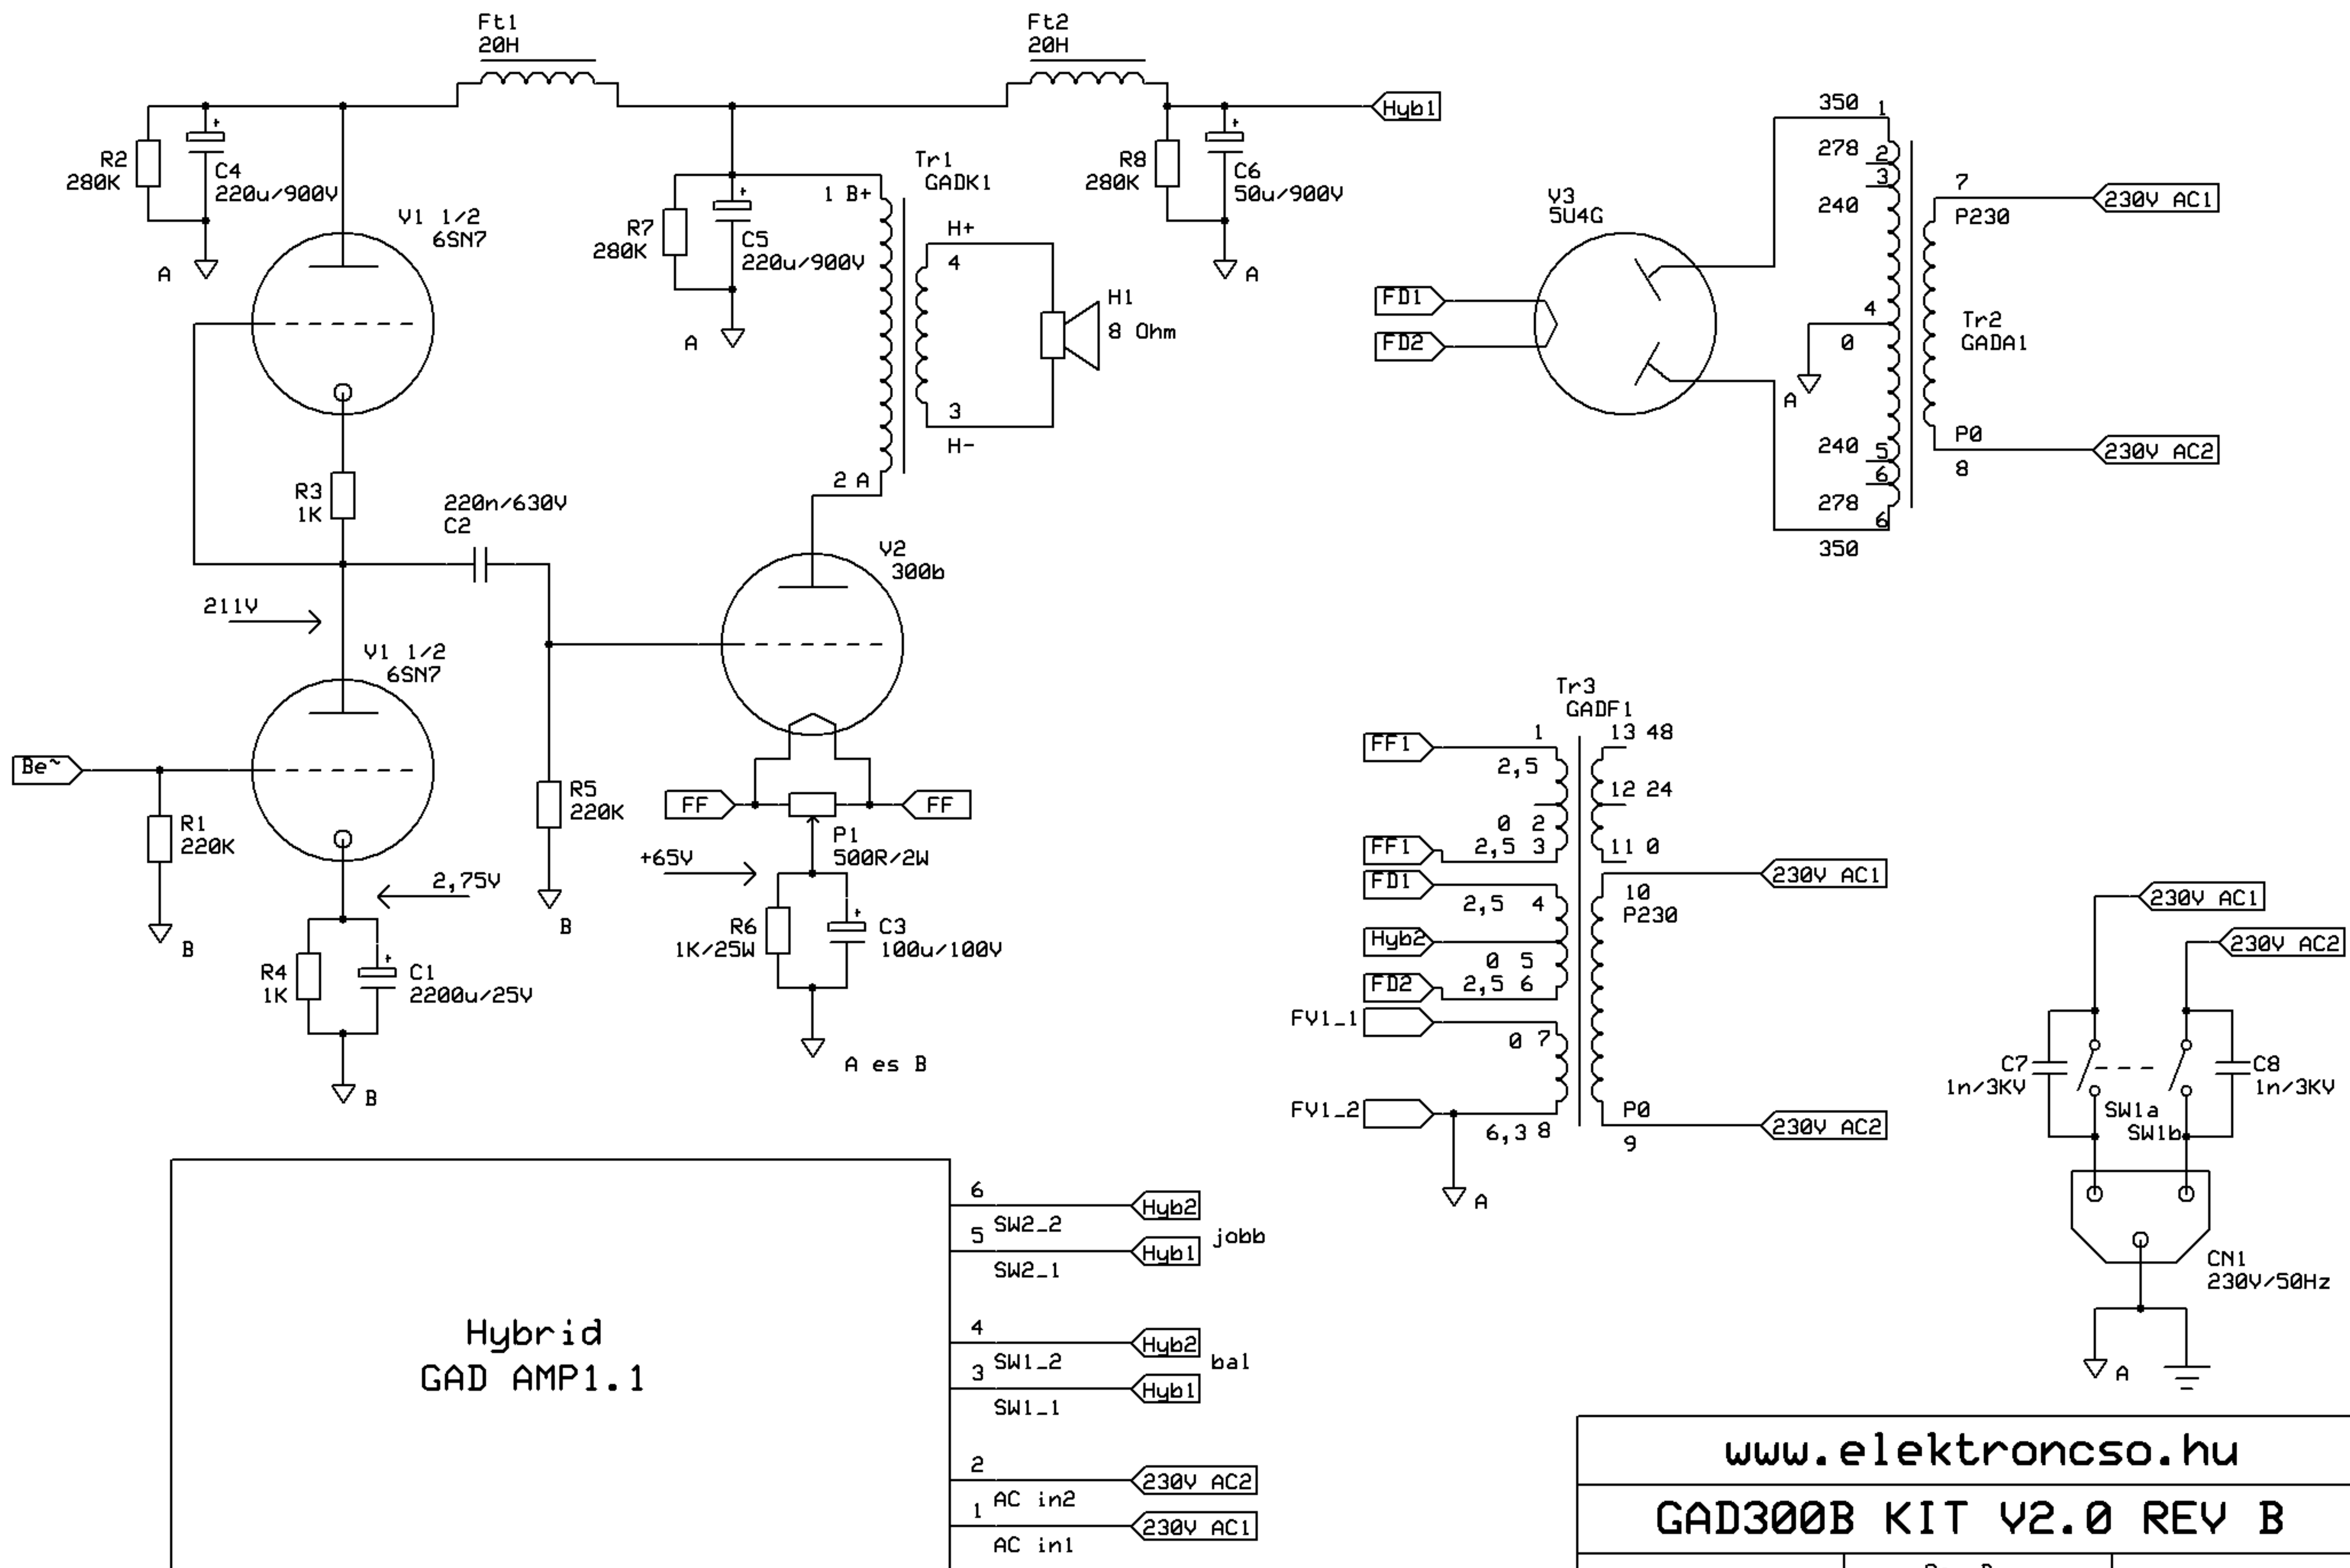 Ft1
20H
Ft2
20H
R2
280K
C4
220u/900V
A
V1 1/2
6SN7
R7
280K
C5
220u/900V
A
1 B+
Tr1
GADK1
2 A
H+
4
3
H-
H1
8 Ohm
R8
280K
C6
50u/900V
A
Hyb1
V3
5U4G
FD1
FD2
350 1
278 2
3
240
4
0
A
240 5
6
278
6
350
7
P230
Tr2
GADA1
P0
8
230V AC1
230V AC2
R3
1K
220n/630V
C2
211V
V1 1/2
6SN7
V2
300b
Be~
R1
220K
B
2,75V
R4
1K
C1
2200u/25V
B
R5
220K
B
FF
FF
P1
500R/2W
+65V
R6
1K/25W
C3
100u/100V
A es B
Tr3
GADF1
FF1
1
2,5
0 2
FF1
2,5 3
FD1
2,5 4
Hyb2
0 5
FD2
2,5 6
FV1_1
0 7
FV1_2
6,3 8
A
13 48
12 24
11 0
10
P230
P0
9
230V AC1
230V AC2
230V AC1
230V AC2
C7
1n/3KV
SW1a
SW1b
C8
1n/3KV
CN1
230V/50Hz
A
Hybrid
GAD AMP1.1
6
SW2_2
Hyb2
5
SW2_1
Hyb1
jobb
4
SW1_2
Hyb2
3
SW1_1
Hyb1
bal
2
AC in2
230V AC2
1
AC in1
230V AC1
www.elektroncso.hu
GAD300B KIT V2.0 REV B